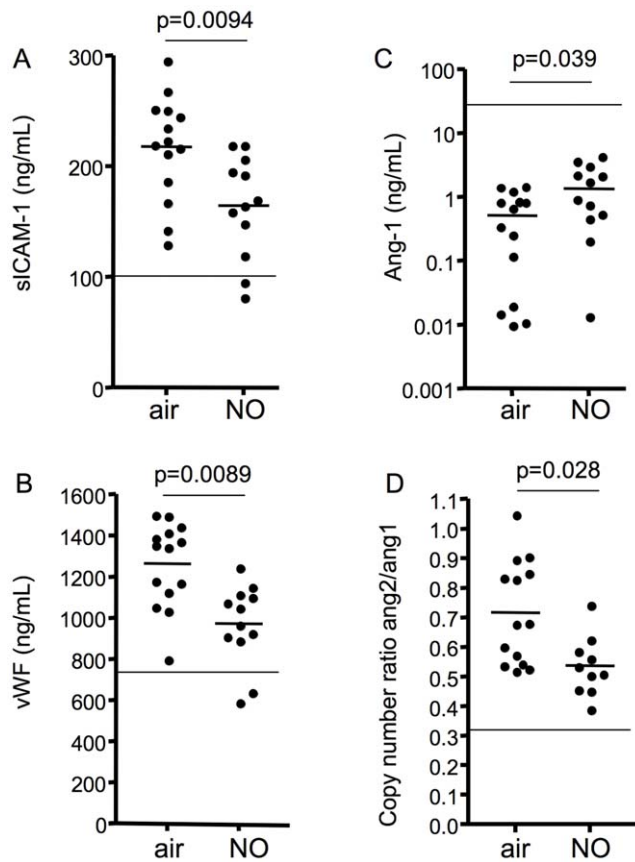 p=0.0094
A
sICAM-1 (ng/mL)
300
200
100
0
air NO
p=0.039
C
Ang-1 (ng/mL)
100
10
1
0.1
0.01
0.001
air NO
p=0.0089
B
vWF (ng/mL)
1600
1400
1200
1000
800
600
400
200
0
air NO
p=0.028
D
Copy number ratio ang2/ang1
1.1
1.0
0.9
0.8
0.7
0.6
0.5
0.4
0.3
0.2
0.1
0.0
air NO